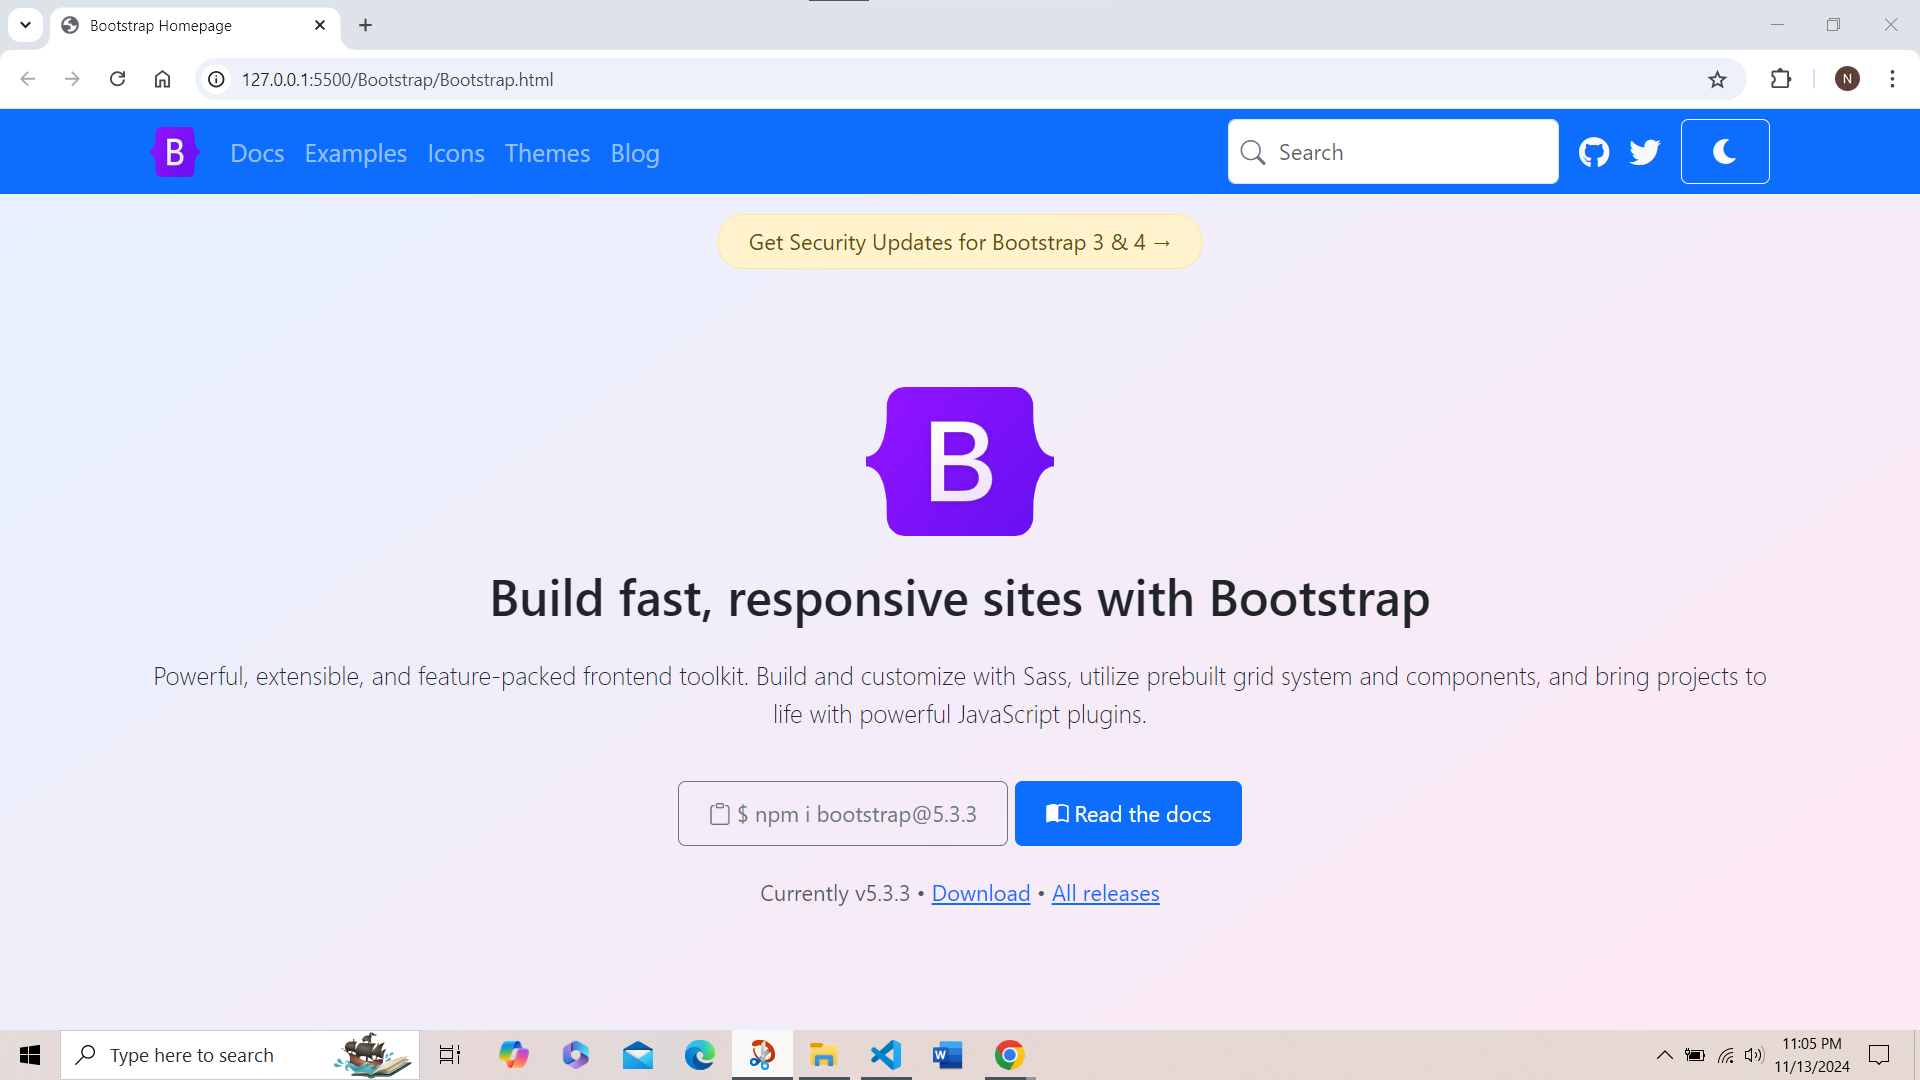 Bootstrap Homepage
127.0.0.1:5500/Bootstrap/Bootstrap.html
N
B
Docs Examples Icons Themes Blog
Search
Get Security Updates for Bootstrap 3 & 4 →
B
Build fast, responsive sites with Bootstrap
Powerful, extensible, and feature-packed frontend toolkit. Build and customize with Sass, utilize prebuilt grid system and components, and bring projects to
life with powerful JavaScript plugins.
$ npm i bootstrap@5.3.3
Read the docs
Currently v5.3.3 • Download • All releases
Type here to search
W
11:05 PM
11/13/2024